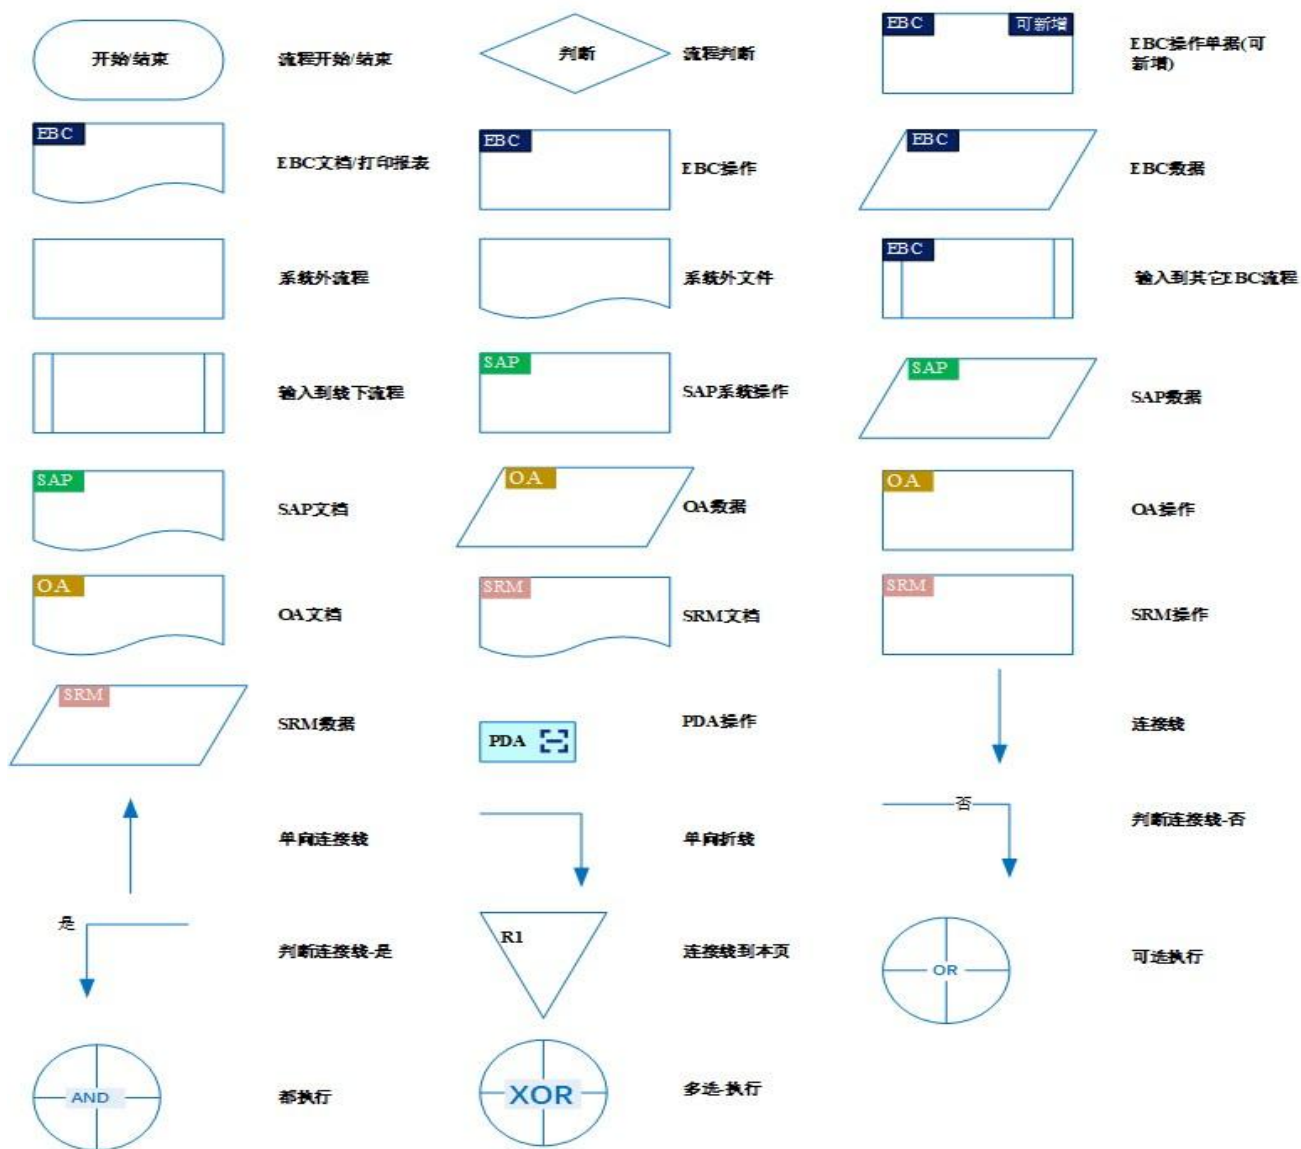 开始/结束
流程开始/结束
判断
流程判断
EBC
可新增
EBC操作单据(可
新增)
EBC
EBC文档/打印报表
EBC
EBC操作
EBC
EBC数据
系统外流程
系统外文件
EBC
输入到其它EBC流程
输入到线下流程
SAP
SAP系统操作
SAP
SAP数据
SAP
SAP文档
OA
OA数据
OA
OA操作
OA
OA文档
SRM
SRM文档
SRM
SRM操作
SRM
SRM数据
PDA
PDA操作
连接线
单向连接线
单向折线
否
判断连接线-否
是
判断连接线-是
R1
连接线到本页
OR
可选执行
AND
都执行
XOR
多选-执行